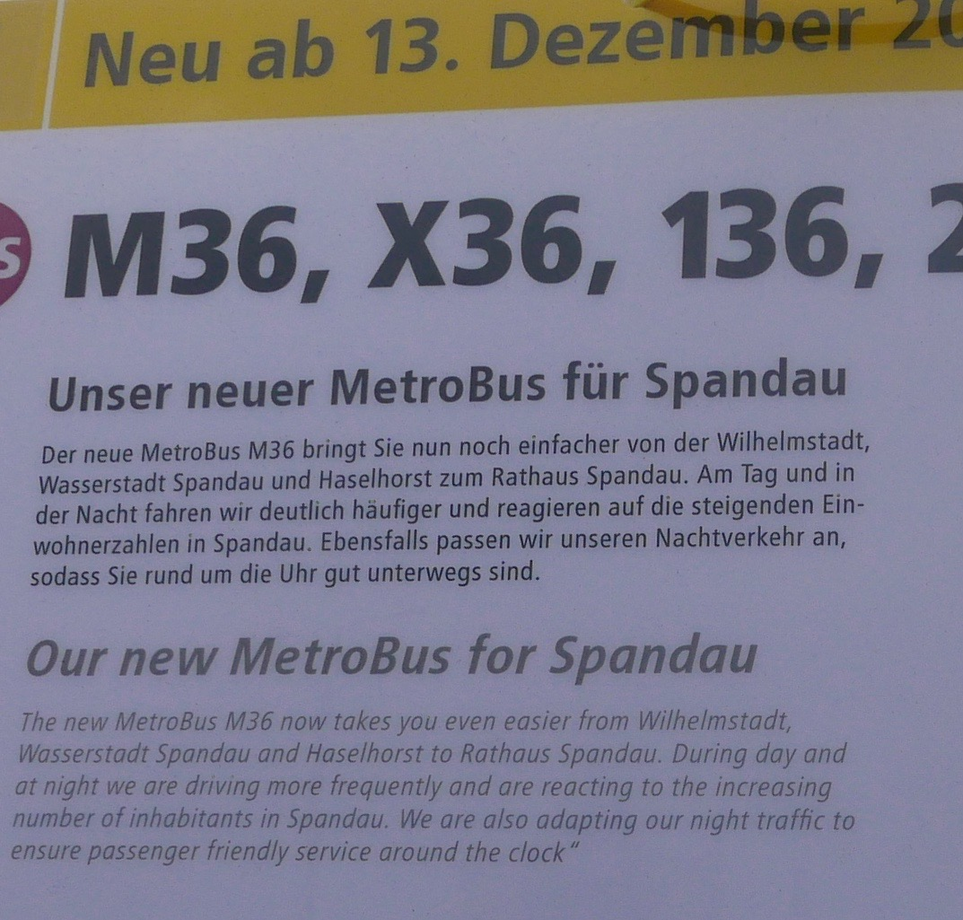 Neu ab 13. Dezember 20
s M36, X36, 136, 2
Unser neuer MetroBus für Spandau
Der neue MetroBus M36 bringt Sie nun noch einfacher von der Wilhelmstadt,
Wasserstadt Spandau und Haselhorst zum Rathaus Spandau. Am Tag und in
der Nacht fahren wir deutlich häufiger und reagieren auf die steigenden Ein-
wohnerzahlen in Spandau. Ebensfalls passen wir unseren Nachtverkehr an,
sodass Sie rund um die Uhr gut unterwegs sind.
Our new MetroBus for Spandau
The new MetroBus M36 now takes you even easier from Wilhelmstadt,
Wasserstadt Spandau and Haselhorst to Rathaus Spandau. During day and
at night we are driving more frequently and are reacting to the increasing
number of inhabitants in Spandau. We are also adapting our night traffic to
ensure passenger friendly service around the clock“